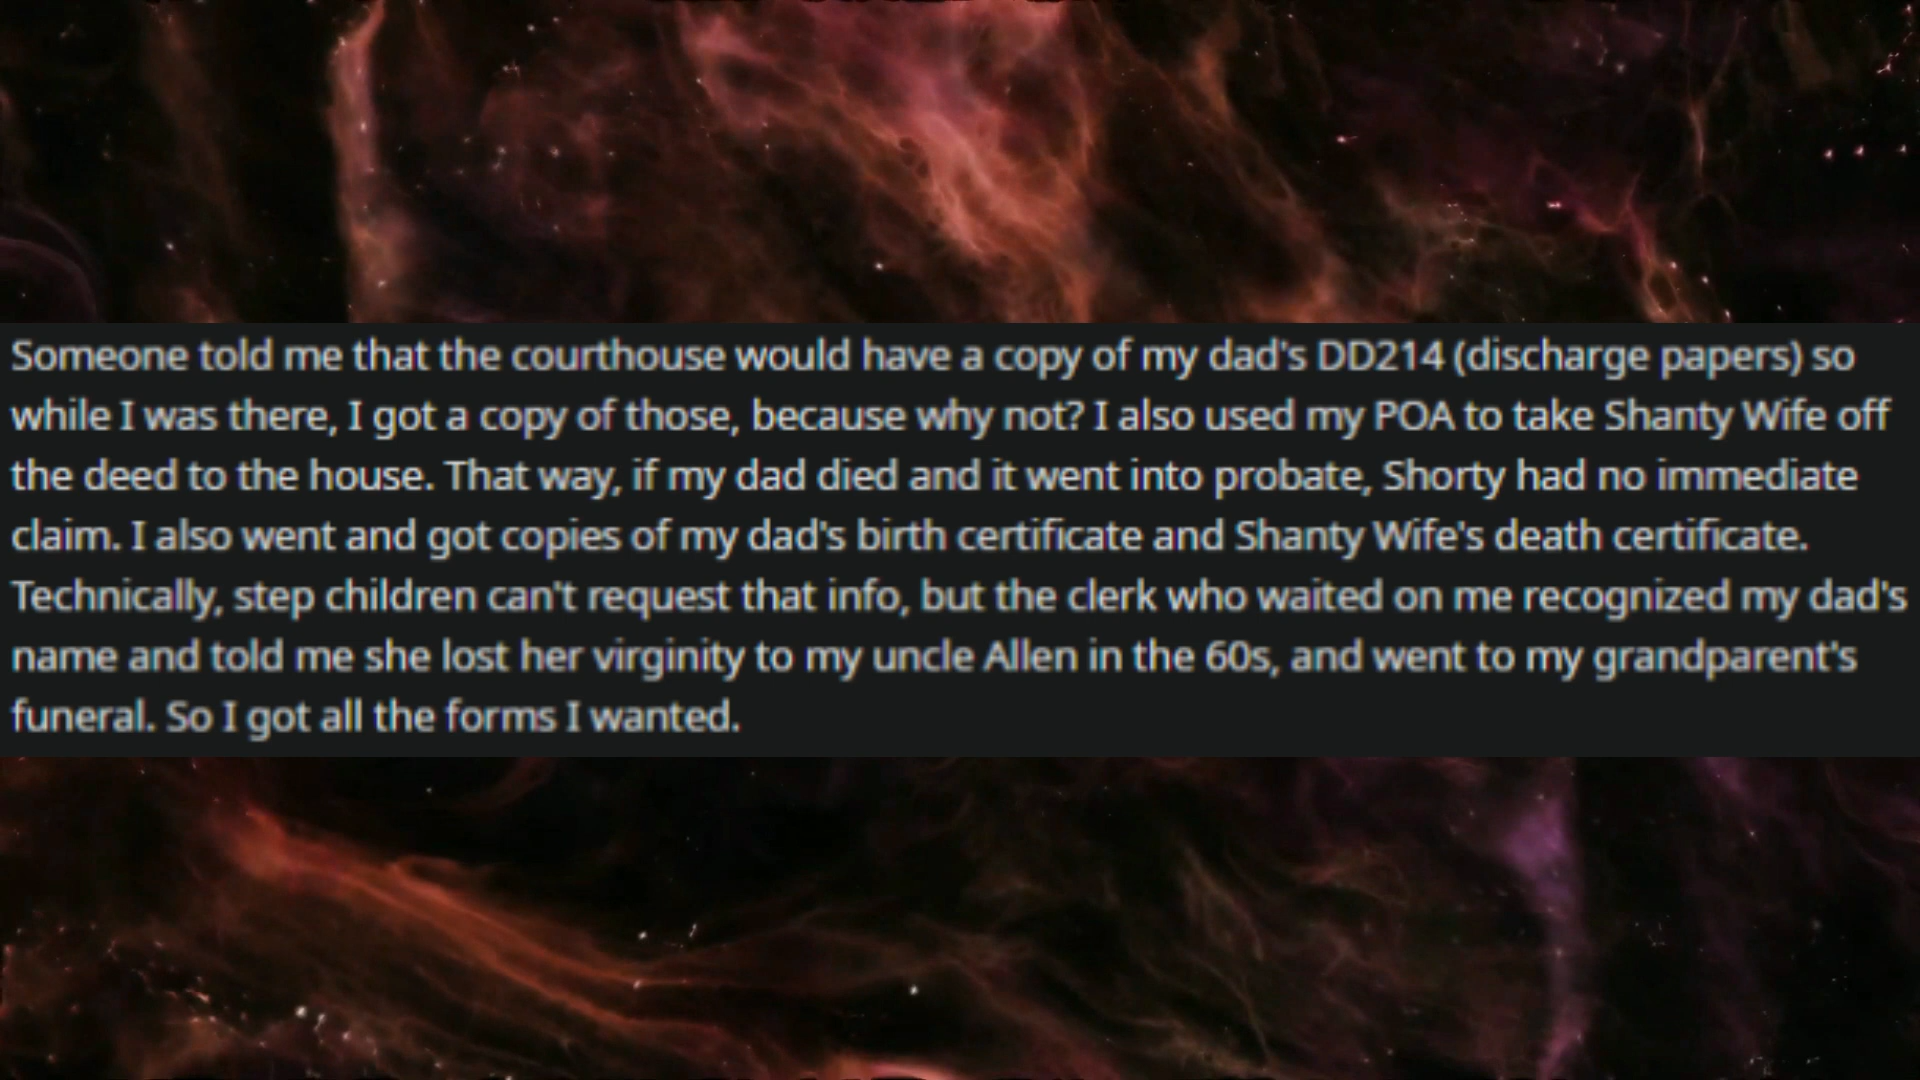 Someone told me that the courthouse would have a copy of my dad's DD214 (discharge papers) so
while I was there, I got a copy of those, because why not? I also used my POA to take Shanty Wife off
the deed to the house. That way, if my dad died and it went into probate, Shorty had no immediate
claim. I also went and got copies of my dad's birth certificate and Shanty Wife's death certificate.
Technically, step children can't request that info, but the clerk who waited on me recognized my dad's
name and told me she lost her virginity to my uncle Allen in the 60s, and went to my grandparent's
funeral. So I got all the forms I wanted.